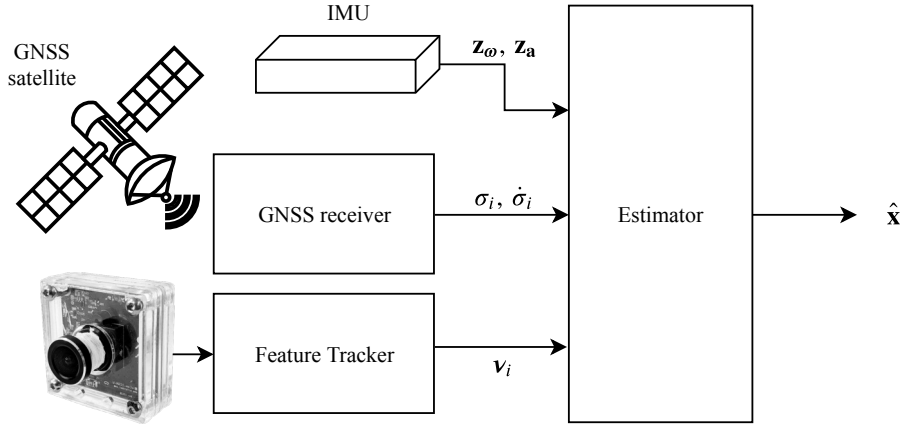 IMU
GNSS
satellite
z_ω, z_a
GNSS receiver
σ_i, σ̇_i
Estimator
x̂
Feature Tracker
ν_i